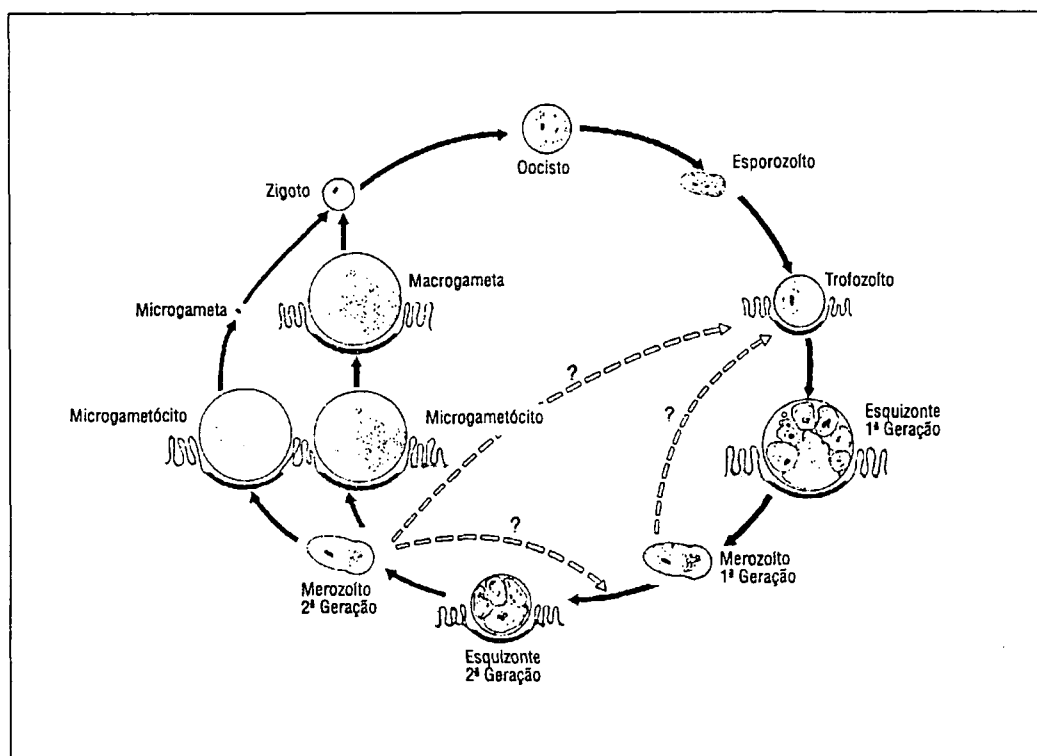 Oocisto
Esporozoíto
Zigoto
Trofozoíto
Macrogameta
Microgameta
?
?
Microgametócito
Microgametócito
Esquizonte
1ª Geração
?
Merozoíto
1ª Geração
Merozoíto
2ª Geração
Esquizonte
2ª Geração